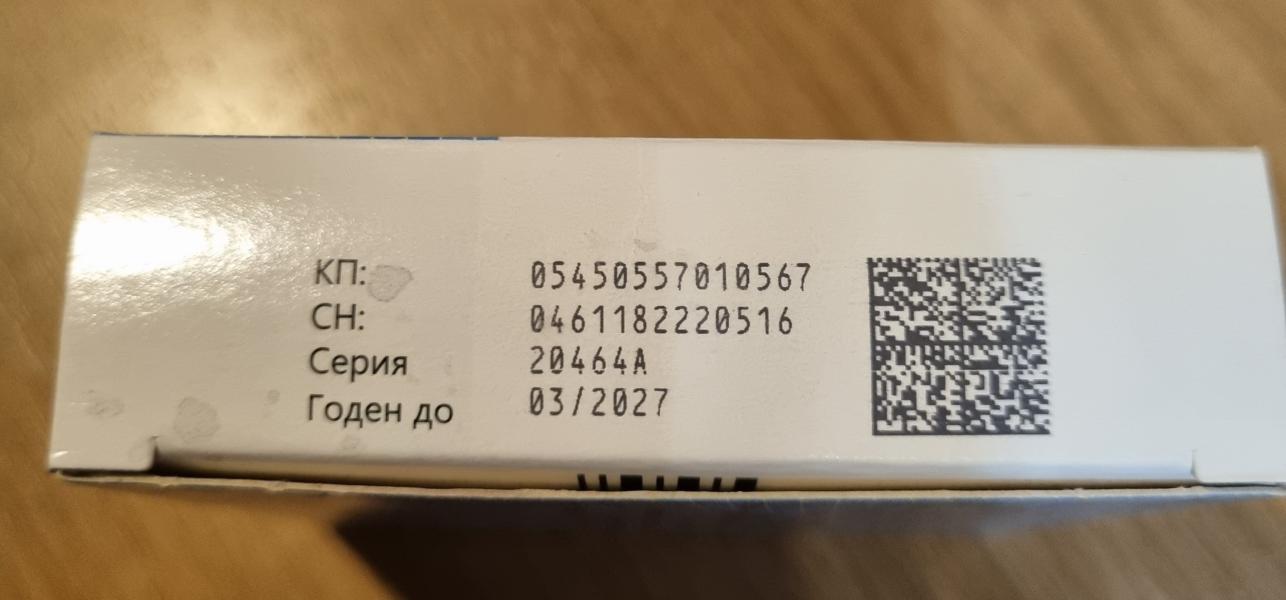 КП: 05450557010567
СН: 0461182220516
Серия 20464A
Годен до 03/2027